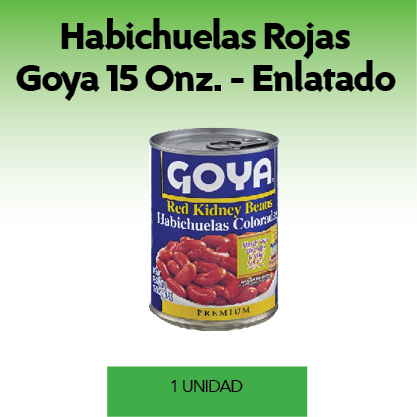 Habichuelas Rojas
Goya 15 Onz. - Enlatado
GOYA
Red Kidney Beans
Habichuelas Coloradas
PREMIUM
1 UNIDAD